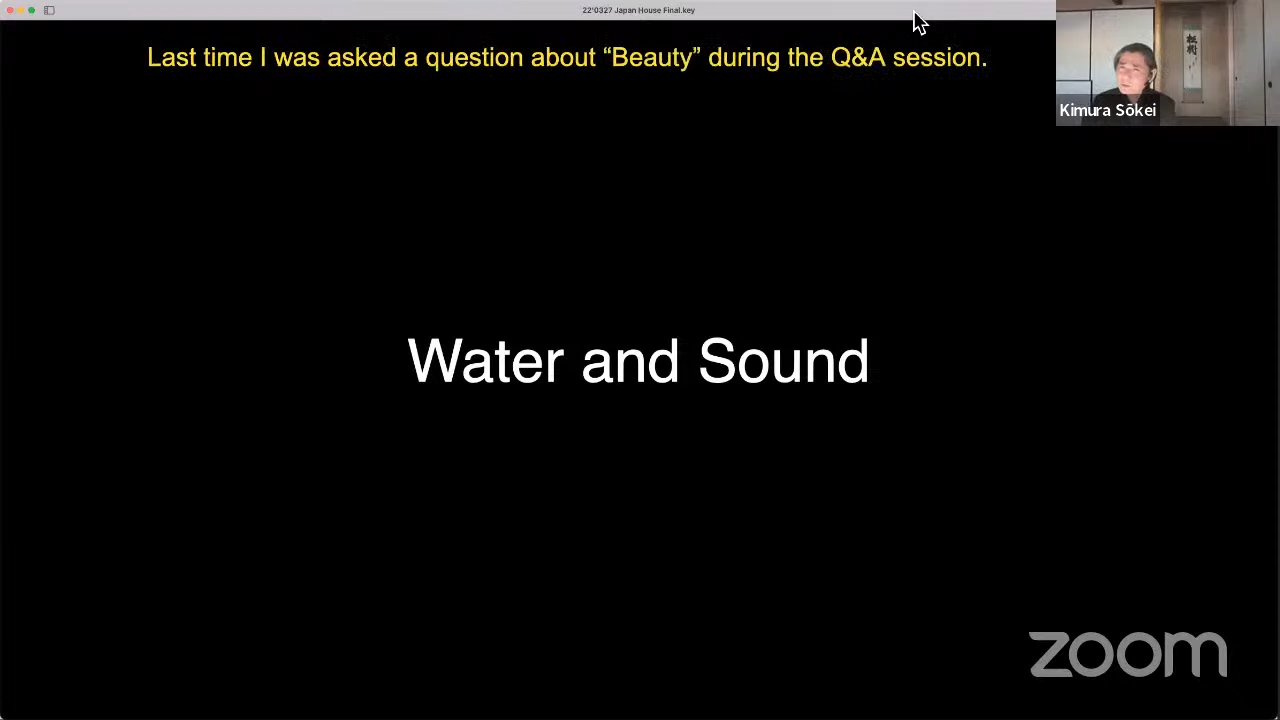 22'0327 Japan House Final.key
Last time I was asked a question about “Beauty” during the Q&A session.
Kimura Sōkei
Water and Sound
zoom